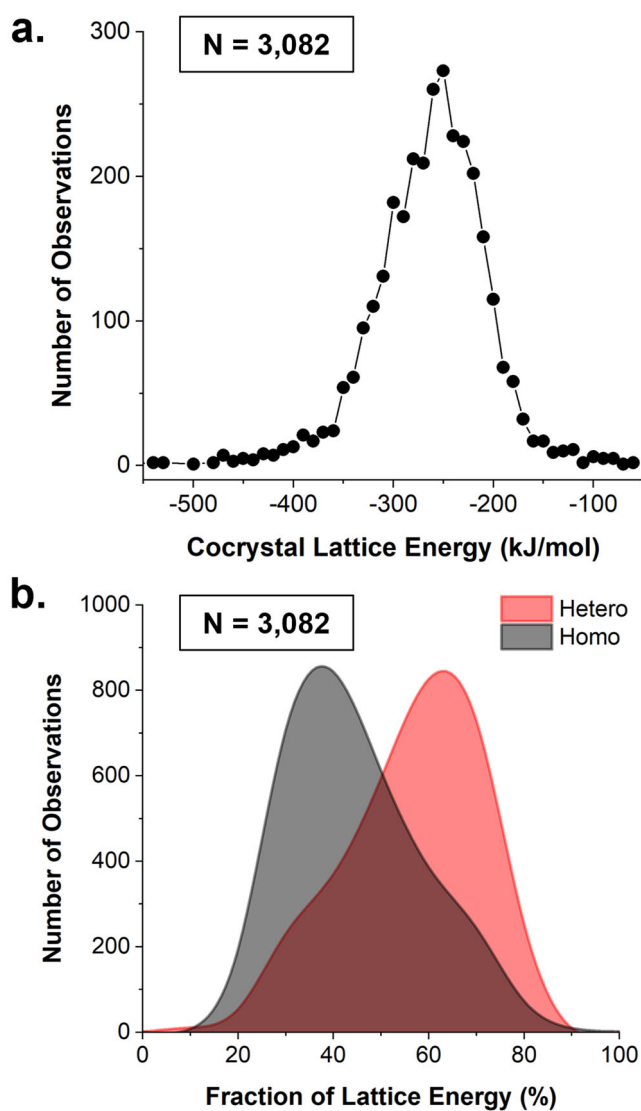 a.
N = 3,082
300
200
100
0
Number of Observations
-500 -400 -300 -200 -100
Cocrystal Lattice Energy (kJ/mol)
b.
N = 3,082
Hetero
Homo
1000
800
600
400
200
0
Number of Observations
0 20 40 60 80 100
Fraction of Lattice Energy (%)